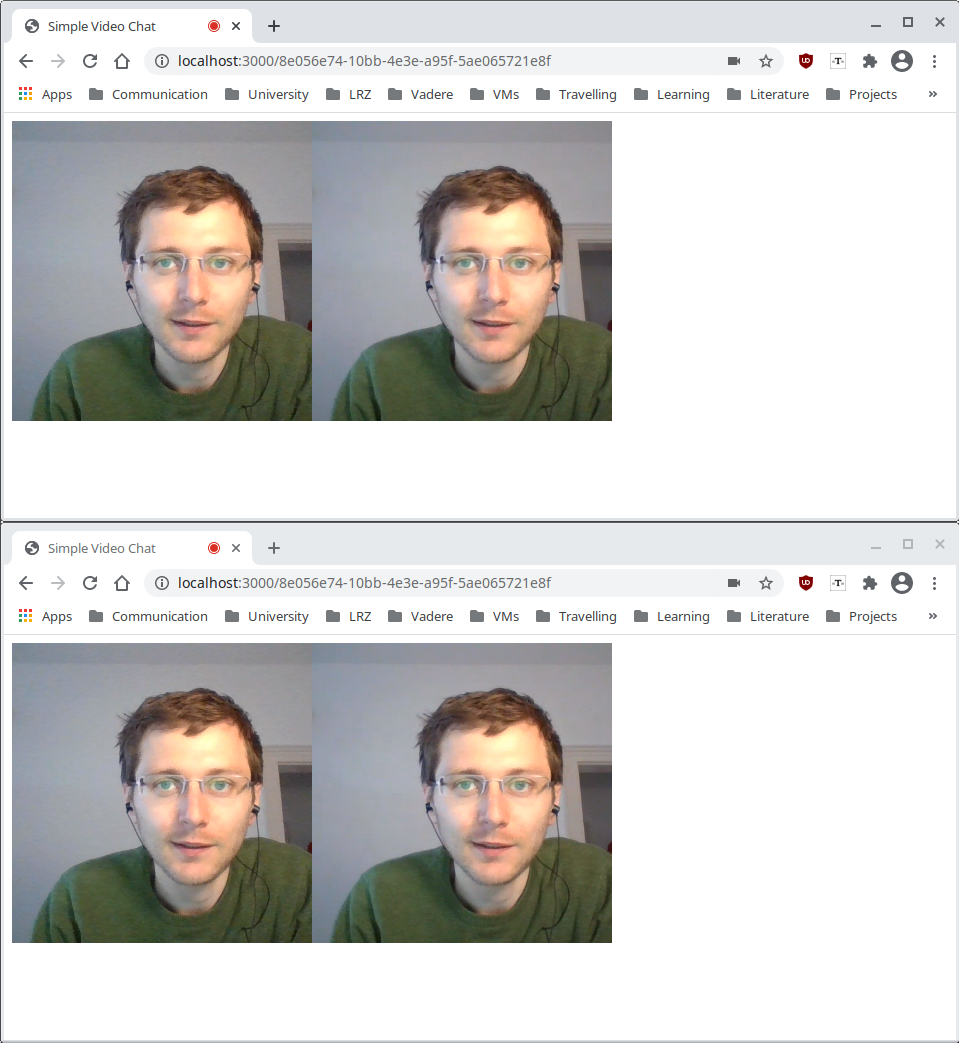 Simple Video Chat
localhost:3000/8e056e74-10bb-4e3e-a95f-5ae065721e8f
Apps Communication University LRZ Vadere VMs Travelling Learning Literature Projects »
Simple Video Chat
localhost:3000/8e056e74-10bb-4e3e-a95f-5ae065721e8f
Apps Communication University LRZ Vadere VMs Travelling Learning Literature Projects »